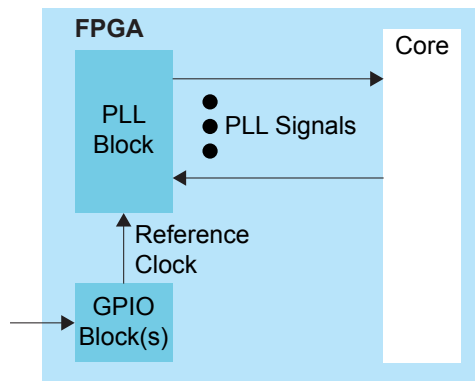 FPGA
Core
PLL
Block
PLL Signals
Reference
Clock
GPIO
Block(s)